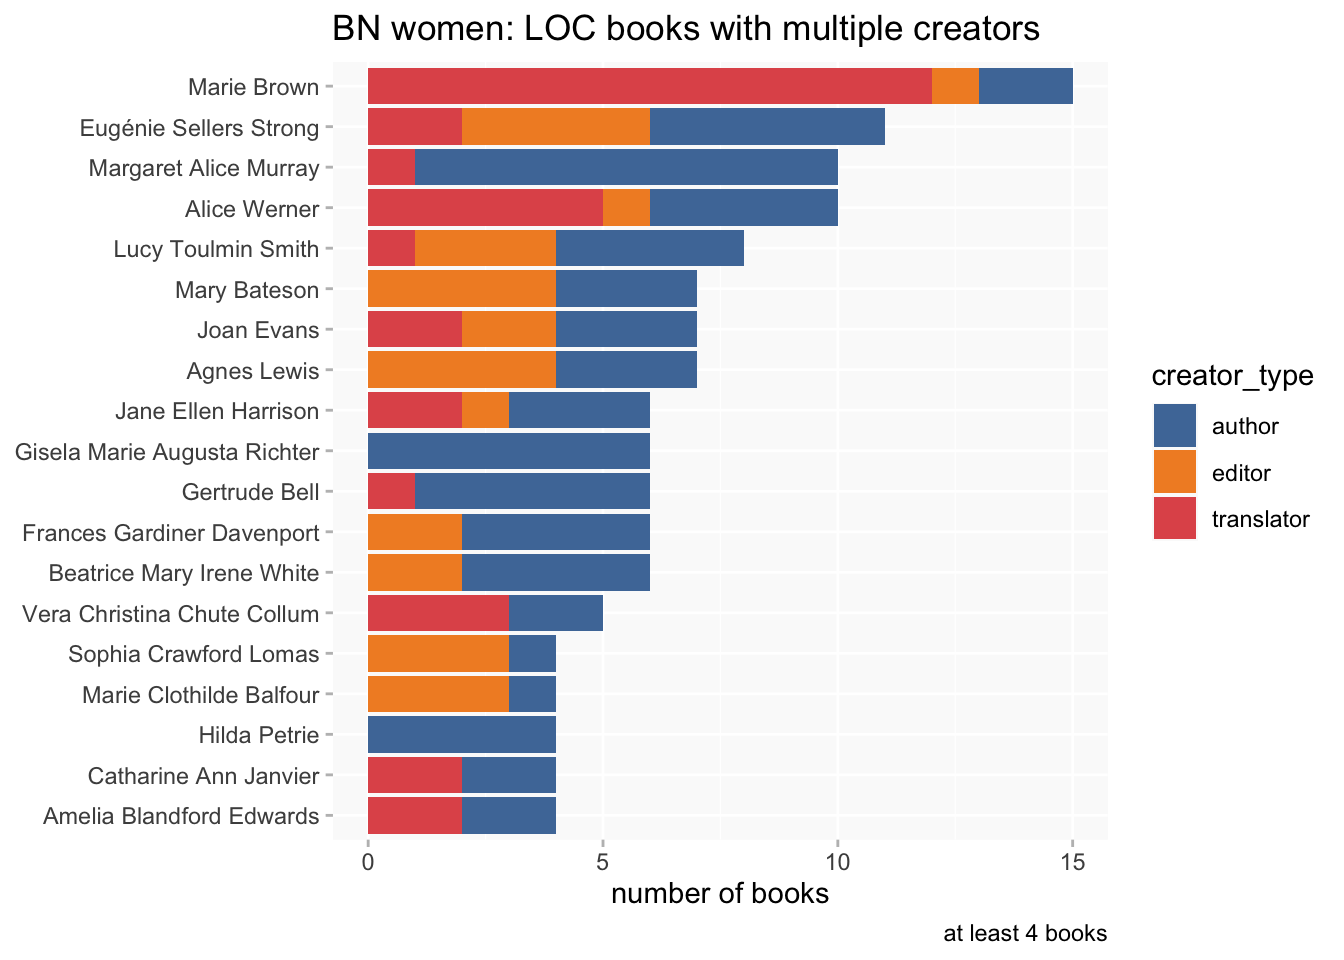 BN women: LOC books with multiple creators
Marie Brown
Eugénie Sellers Strong
Margaret Alice Murray
Alice Werner
Lucy Toulmin Smith
Mary Bateson
Joan Evans
Agnes Lewis
Jane Ellen Harrison
Gisela Marie Augusta Richter
Gertrude Bell
Frances Gardiner Davenport
Beatrice Mary Irene White
Vera Christina Chute Collum
Sophia Crawford Lomas
Marie Clothilde Balfour
Hilda Petrie
Catharine Ann Janvier
Amelia Blandford Edwards
0 5 10 15
number of books
at least 4 books
creator_type
author
editor
translator